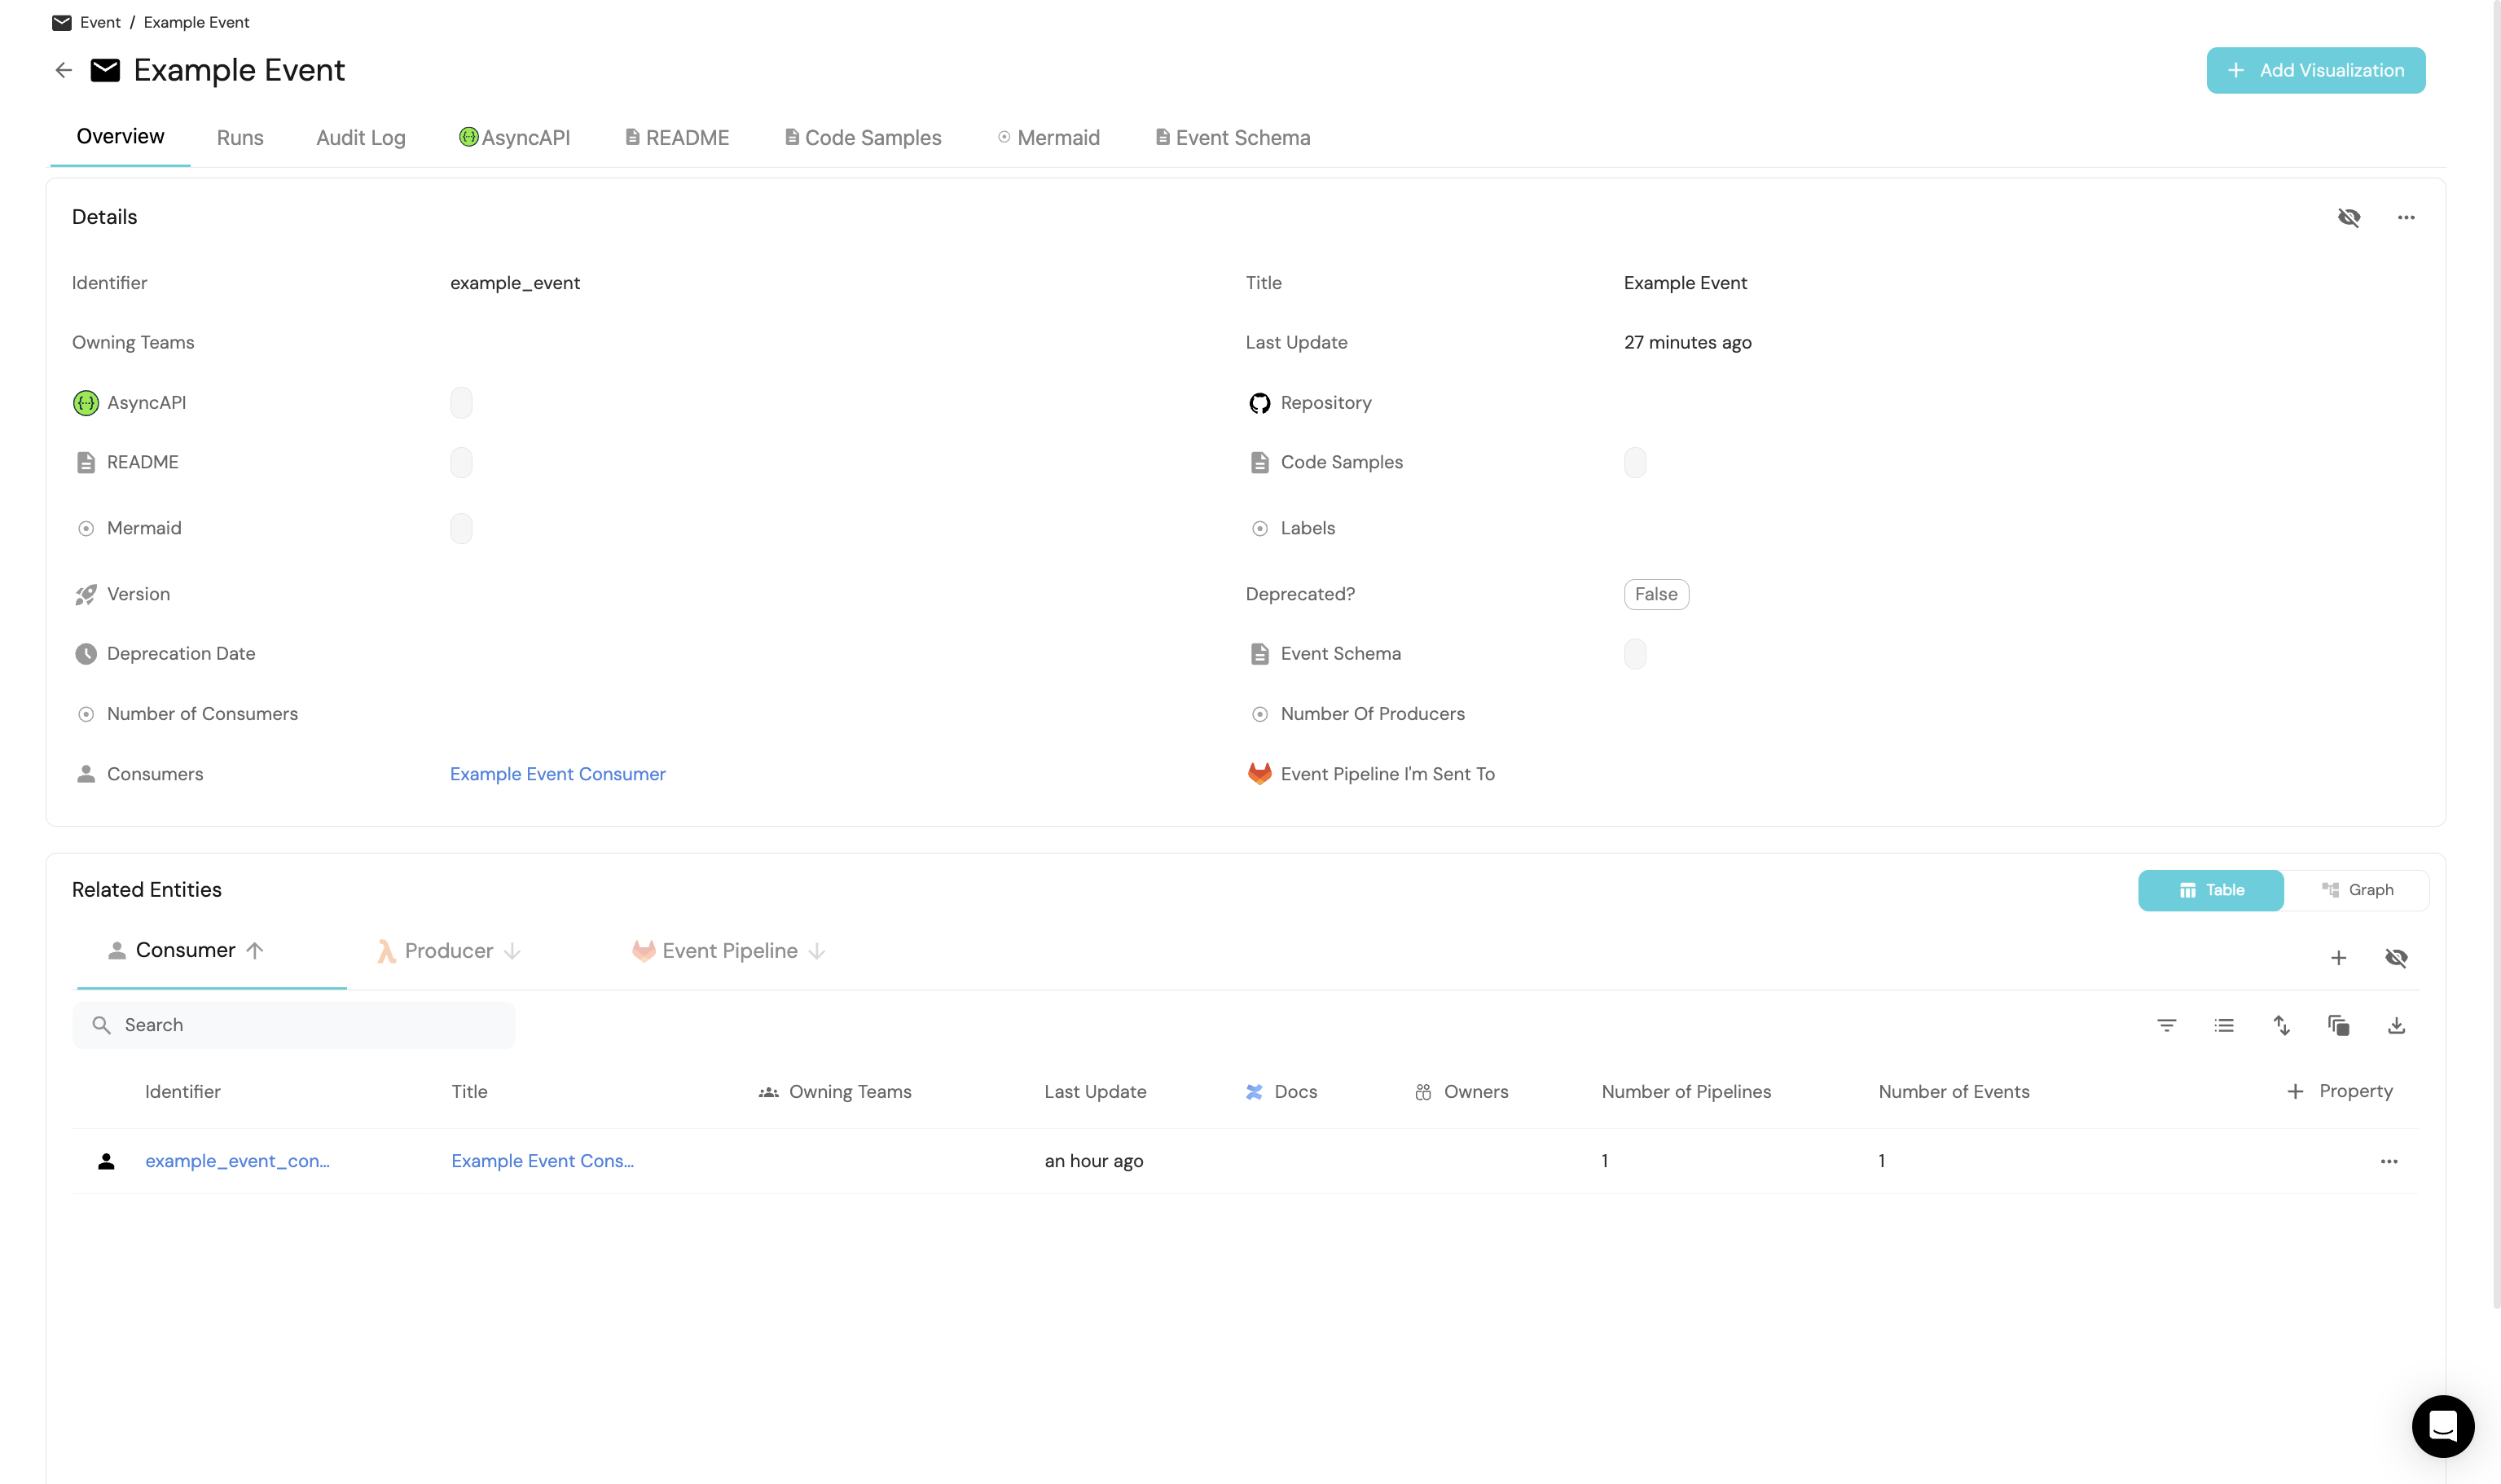 Event / Example Event
Example Event
Add Visualization
Overview Runs Audit Log AsyncAPI README Code Samples Mermaid Event Schema
Details
Identifier example_event Title Example Event
Owning Teams Last Update 27 minutes ago
AsyncAPI Repository
README Code Samples
Mermaid Labels
Version Deprecated? False
Deprecation Date Event Schema
Number of Consumers Number Of Producers
Consumers Example Event Consumer Event Pipeline I'm Sent To
Related Entities Table Graph
Consumer Producer Event Pipeline
Search
Identifier Title Owning Teams Last Update Docs Owners Number of Pipelines Number of Events Property
example_event_con... Example Event Cons... an hour ago 1 1